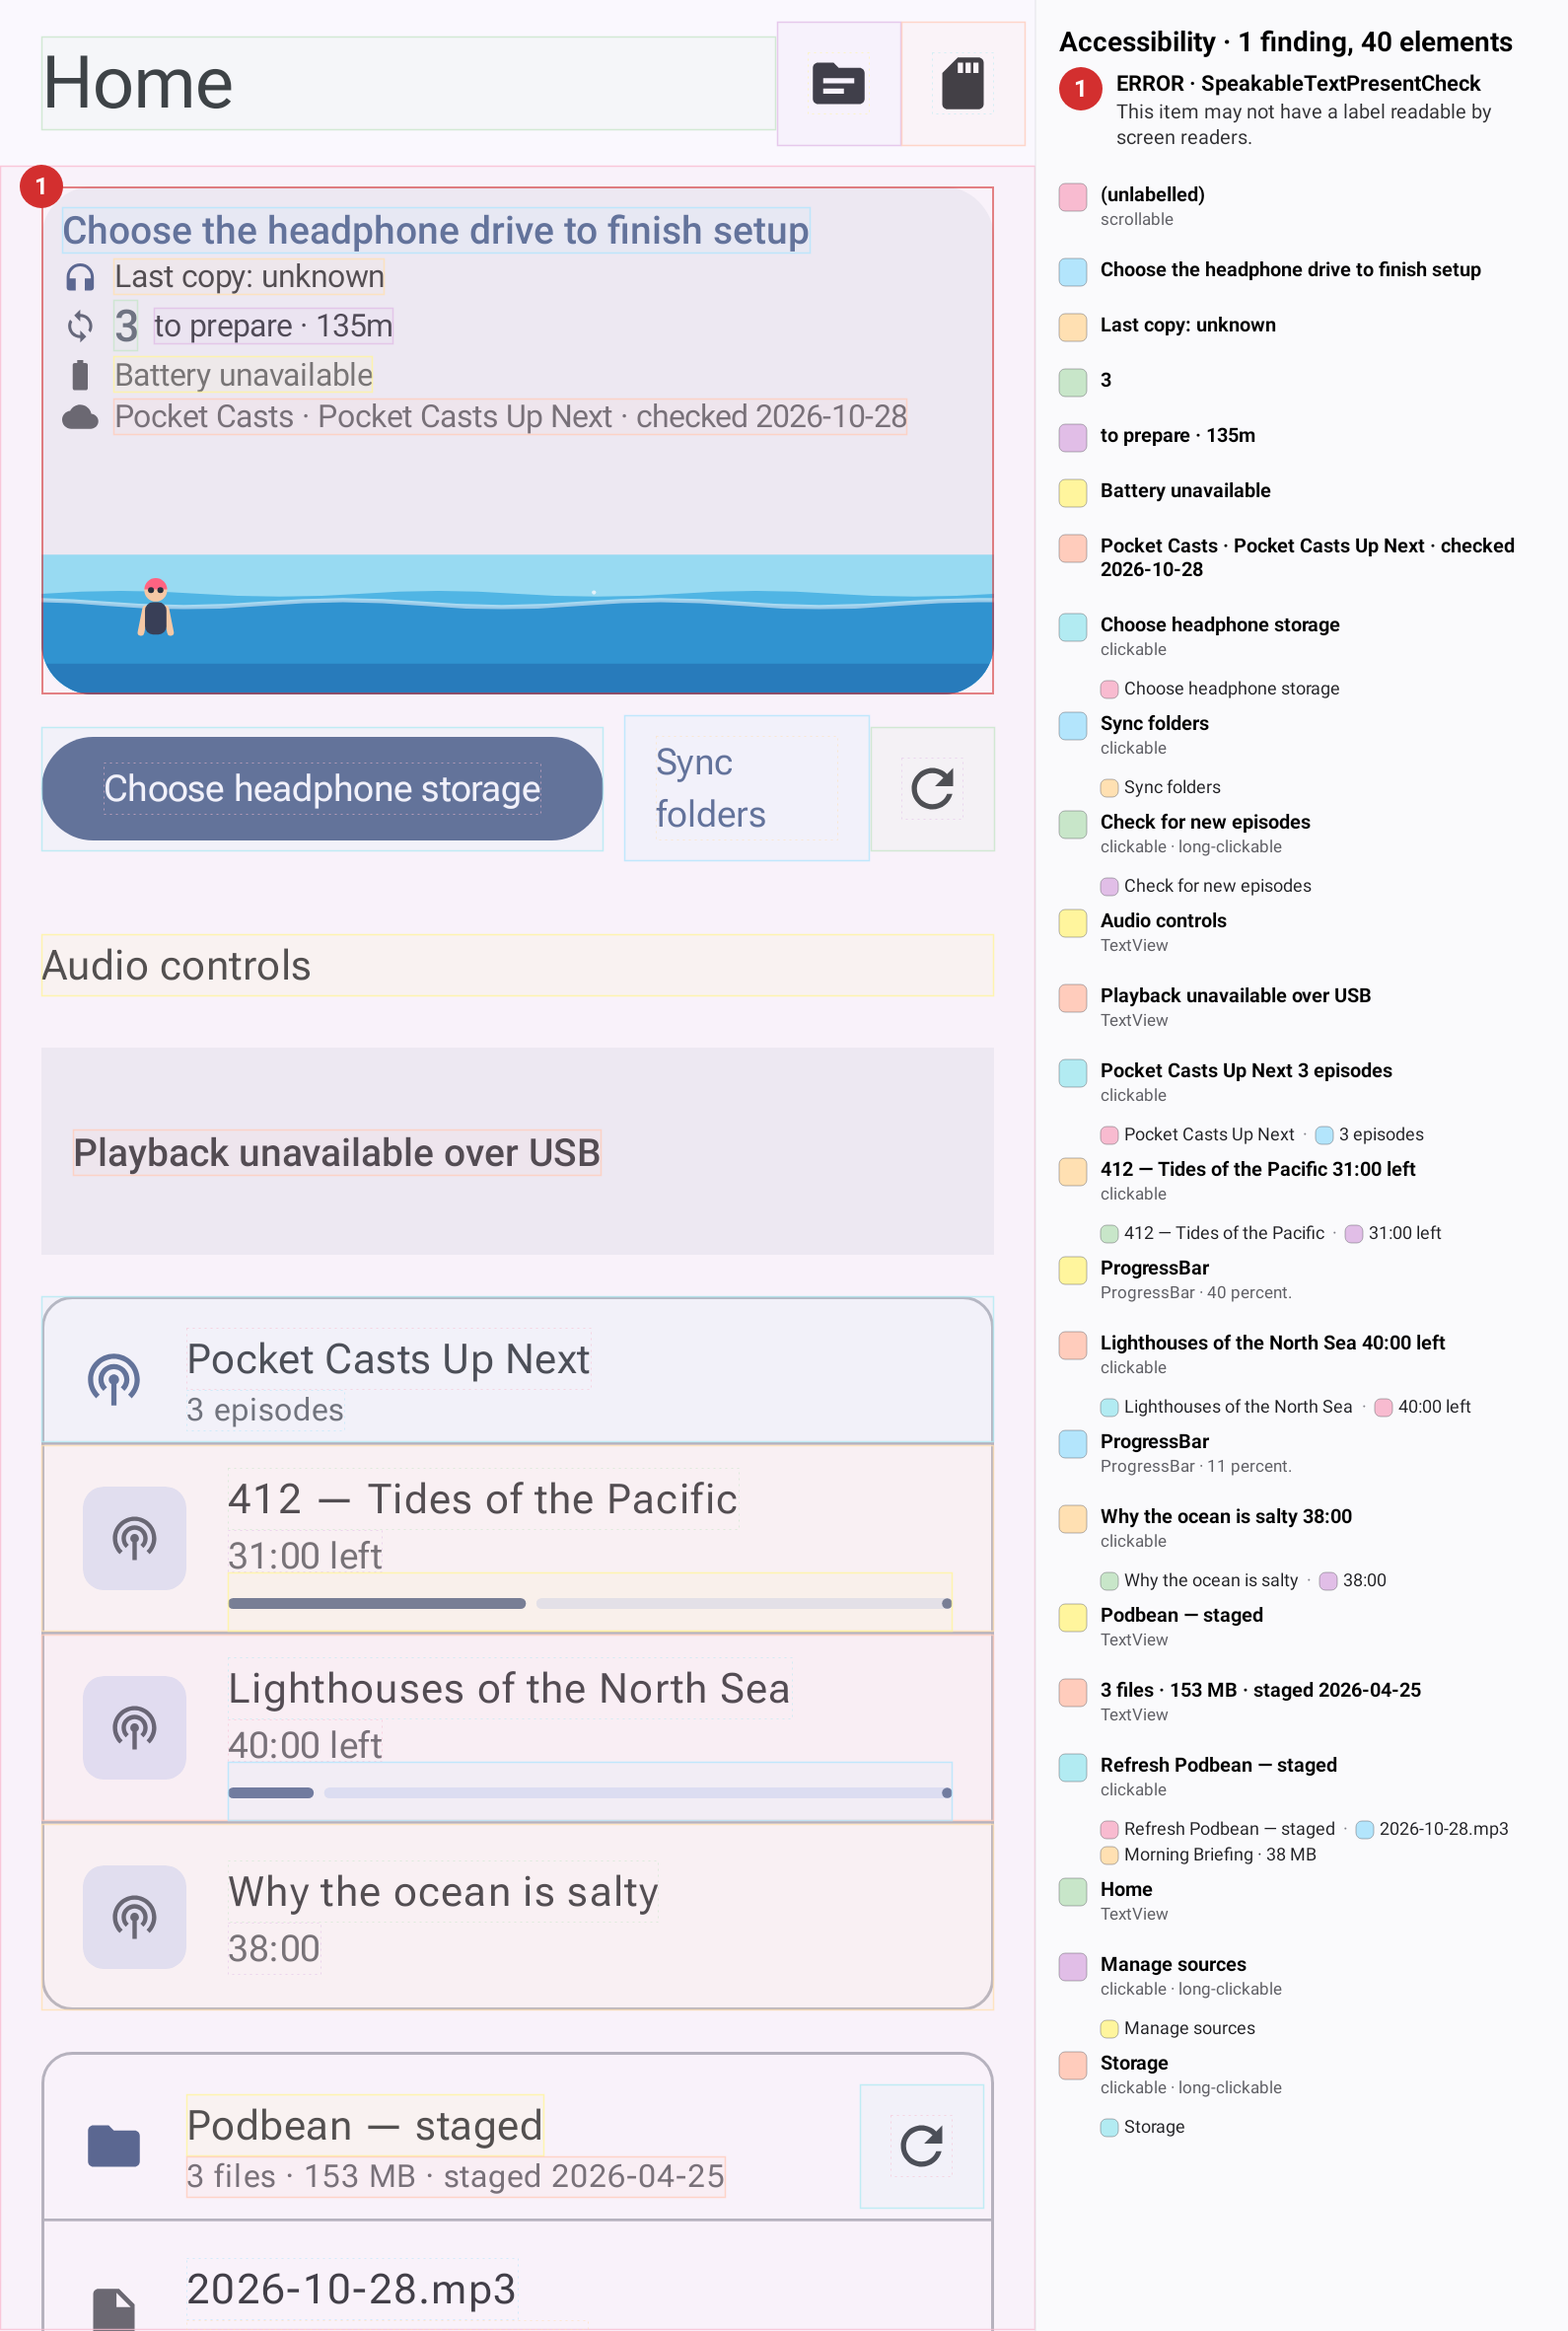 Home
1
Choose the headphone drive to finish setup
Last copy: unknown
3 to prepare · 135m
Battery unavailable
Pocket Casts · Pocket Casts Up Next · checked 2026-10-28
Choose headphone storage
Sync
folders
Audio controls
Playback unavailable over USB
Pocket Casts Up Next
3 episodes
412 — Tides of the Pacific
31:00 left
Lighthouses of the North Sea
40:00 left
Why the ocean is salty
38:00
Podbean — staged
3 files · 153 MB · staged 2026-04-25
2026-10-28.mp3
Accessibility · 1 finding, 40 elements
1 ERROR · SpeakableTextPresentCheck
This item may not have a label readable by
screen readers.
(unlabelled)
scrollable
Choose the headphone drive to finish setup
Last copy: unknown
3
to prepare · 135m
Battery unavailable
Pocket Casts · Pocket Casts Up Next · checked
2026-10-28
Choose headphone storage
clickable
Choose headphone storage
Sync folders
clickable
Sync folders
Check for new episodes
clickable · long-clickable
Check for new episodes
Audio controls
TextView
Playback unavailable over USB
TextView
Pocket Casts Up Next 3 episodes
clickable
Pocket Casts Up Next · 3 episodes
412 — Tides of the Pacific 31:00 left
clickable
412 — Tides of the Pacific · 31:00 left
ProgressBar
ProgressBar · 40 percent.
Lighthouses of the North Sea 40:00 left
clickable
Lighthouses of the North Sea · 40:00 left
ProgressBar
ProgressBar · 11 percent.
Why the ocean is salty 38:00
clickable
Why the ocean is salty · 38:00
Podbean — staged
TextView
3 files · 153 MB · staged 2026-04-25
TextView
Refresh Podbean — staged
clickable
Refresh Podbean — staged · 2026-10-28.mp3
Morning Briefing · 38 MB
Home
TextView
Manage sources
clickable · long-clickable
Manage sources
Storage
clickable · long-clickable
Storage